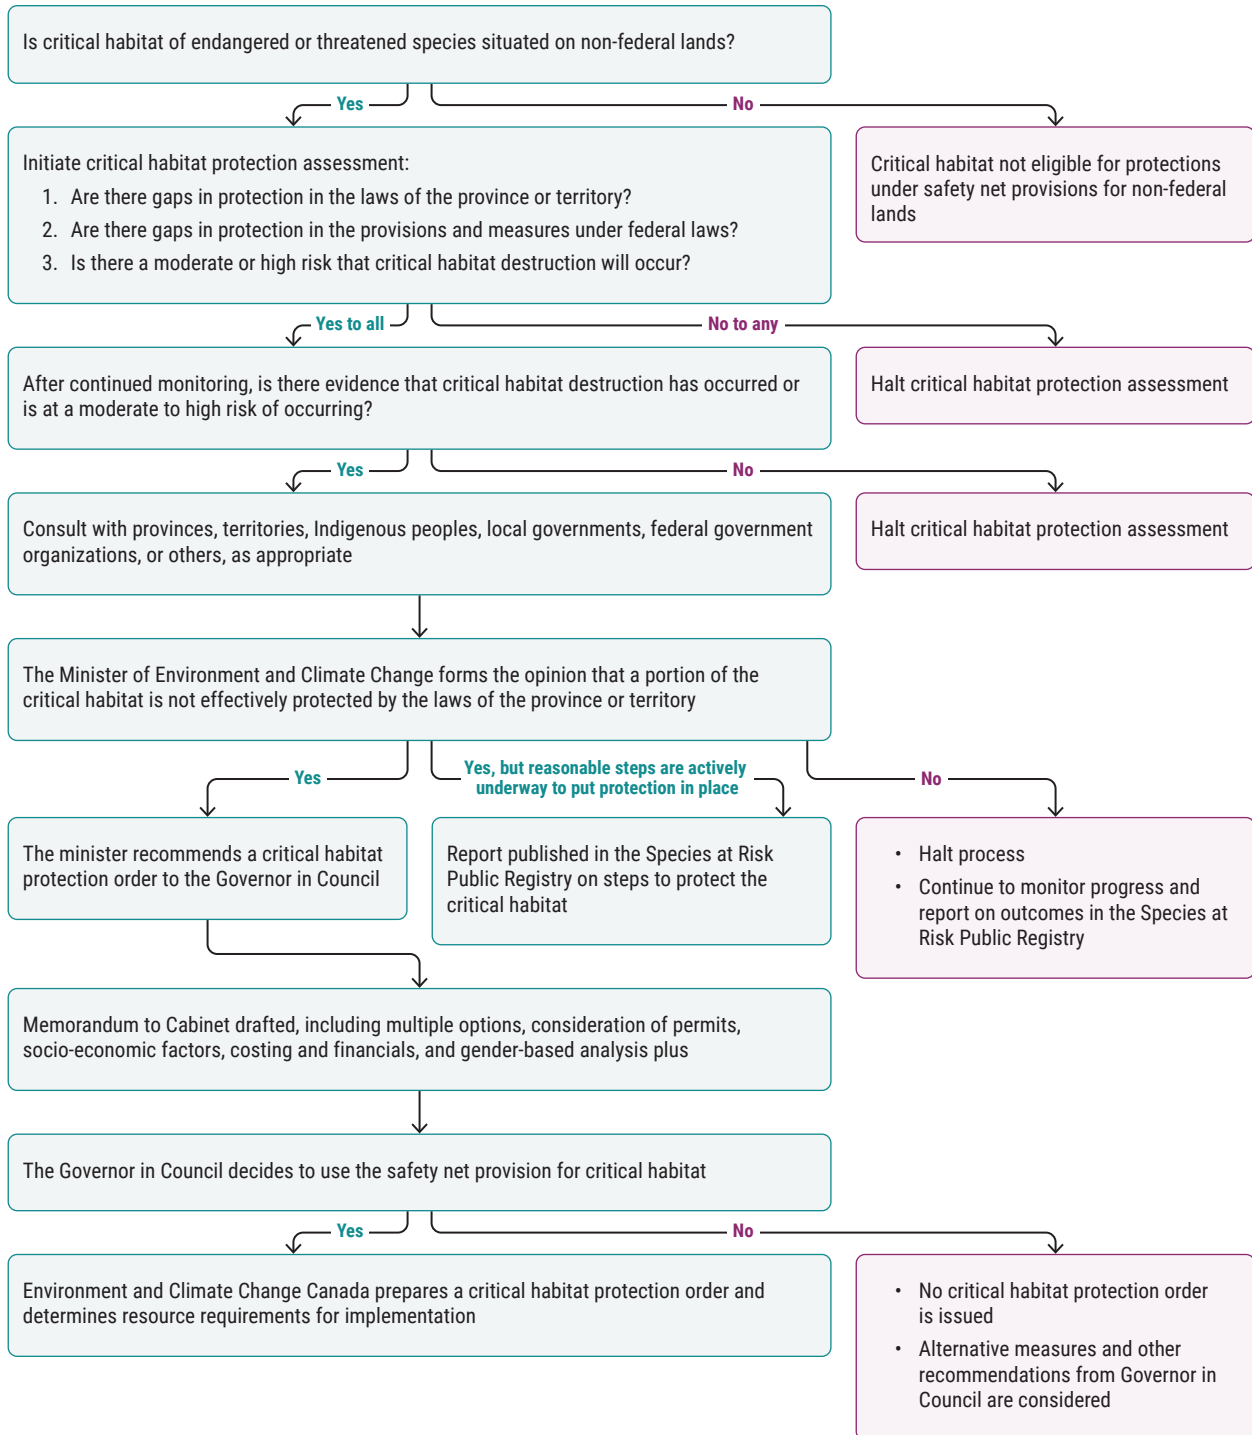 Is critical habitat of endangered or threatened species situated on non-federal lands?
Yes
No
Initiate critical habitat protection assessment:
1. Are there gaps in protection in the laws of the province or territory?
2. Are there gaps in protection in the provisions and measures under federal laws?
3. Is there a moderate or high risk that critical habitat destruction will occur?
Critical habitat not eligible for protections
under safety net provisions for non-federal
lands
Yes to all
No to any
After continued monitoring, is there evidence that critical habitat destruction has occurred or
is at a moderate to high risk of occurring?
Halt critical habitat protection assessment
Yes
No
Consult with provinces, territories, Indigenous peoples, local governments, federal government
organizations, or others, as appropriate
Halt critical habitat protection assessment
The Minister of Environment and Climate Change forms the opinion that a portion of the
critical habitat is not effectively protected by the laws of the province or territory
Yes
Yes, but reasonable steps are actively
underway to put protection in place
No
The minister recommends a critical habitat
protection order to the Governor in Council
Report published in the Species at Risk
Public Registry on steps to protect the
critical habitat
• Halt process
• Continue to monitor progress and
report on outcomes in the Species at
Risk Public Registry
Memorandum to Cabinet drafted, including multiple options, consideration of permits,
socio-economic factors, costing and financials, and gender-based analysis plus
The Governor in Council decides to use the safety net provision for critical habitat
Yes
No
Environment and Climate Change Canada prepares a critical habitat protection order and
determines resource requirements for implementation
• No critical habitat protection order
is issued
• Alternative measures and other
recommendations from Governor in
Council are considered